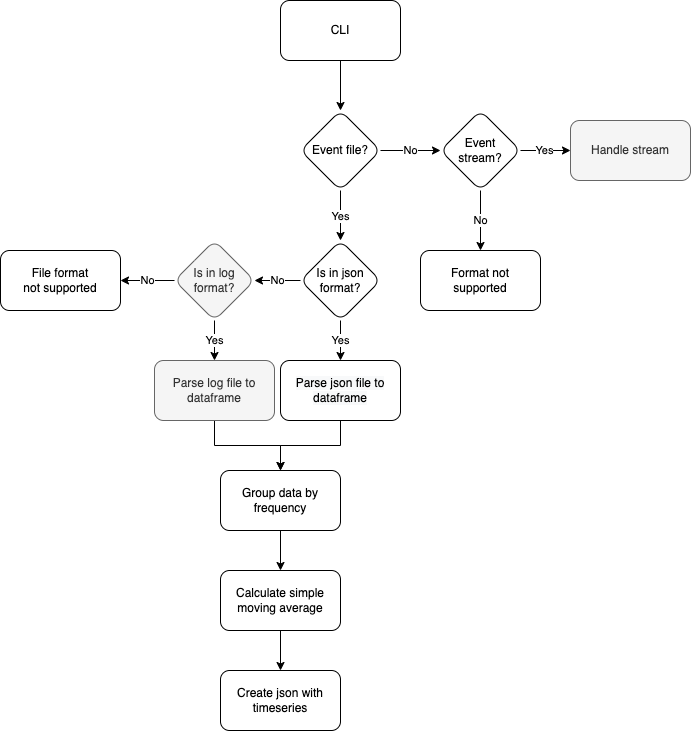 CLI
Event file?
No
Event
stream?
Yes
Handle stream
Yes
No
File format
not supported
No
Is in log
format?
No
Is in json
format?
Format not
supported
Yes
Yes
Parse log file to
dataframe
Parse json file to
dataframe
Group data by
frequency
Calculate simple
moving average
Create json with
timeseries